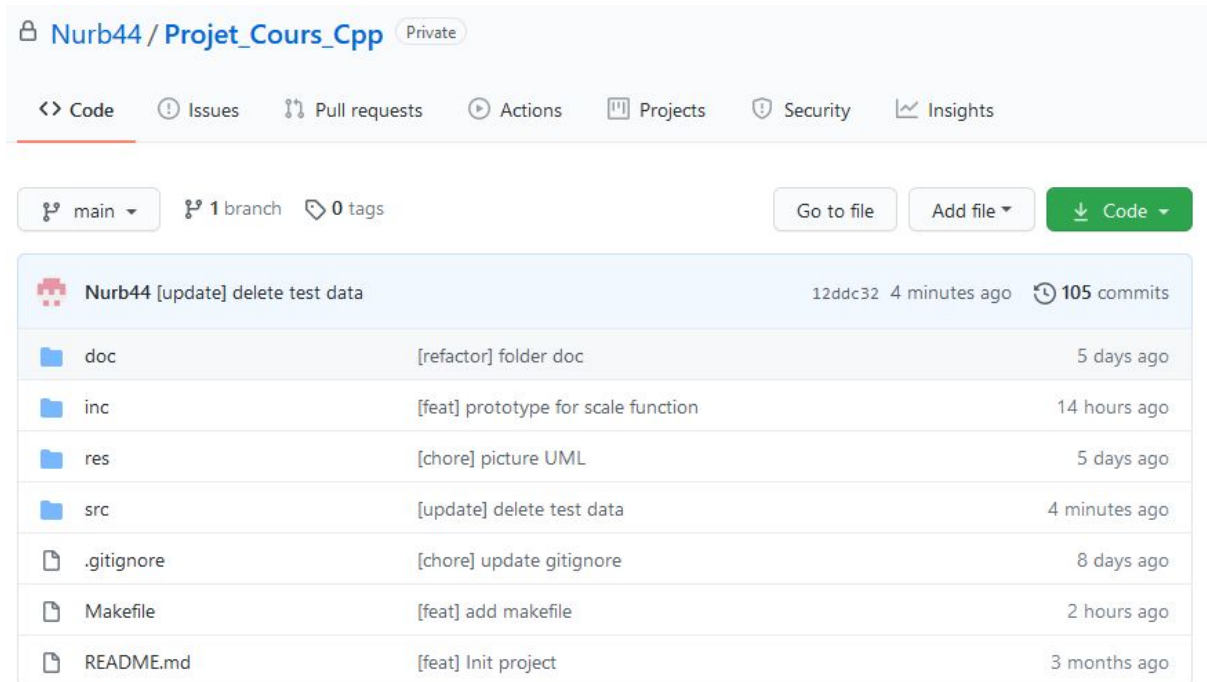 Nurb44 / Projet_Cours_Cpp Private
Code Issues Pull requests Actions Projects Security Insights
main 1 branch 0 tags Go to file Add file Code
Nurb44 [update] delete test data 12ddc32 4 minutes ago 105 commits
doc [refactor] folder doc 5 days ago
inc [feat] prototype for scale function 14 hours ago
res [chore] picture UML 5 days ago
src [update] delete test data 4 minutes ago
.gitignore [chore] update gitignore 8 days ago
Makefile [feat] add makefile 2 hours ago
README.md [feat] Init project 3 months ago